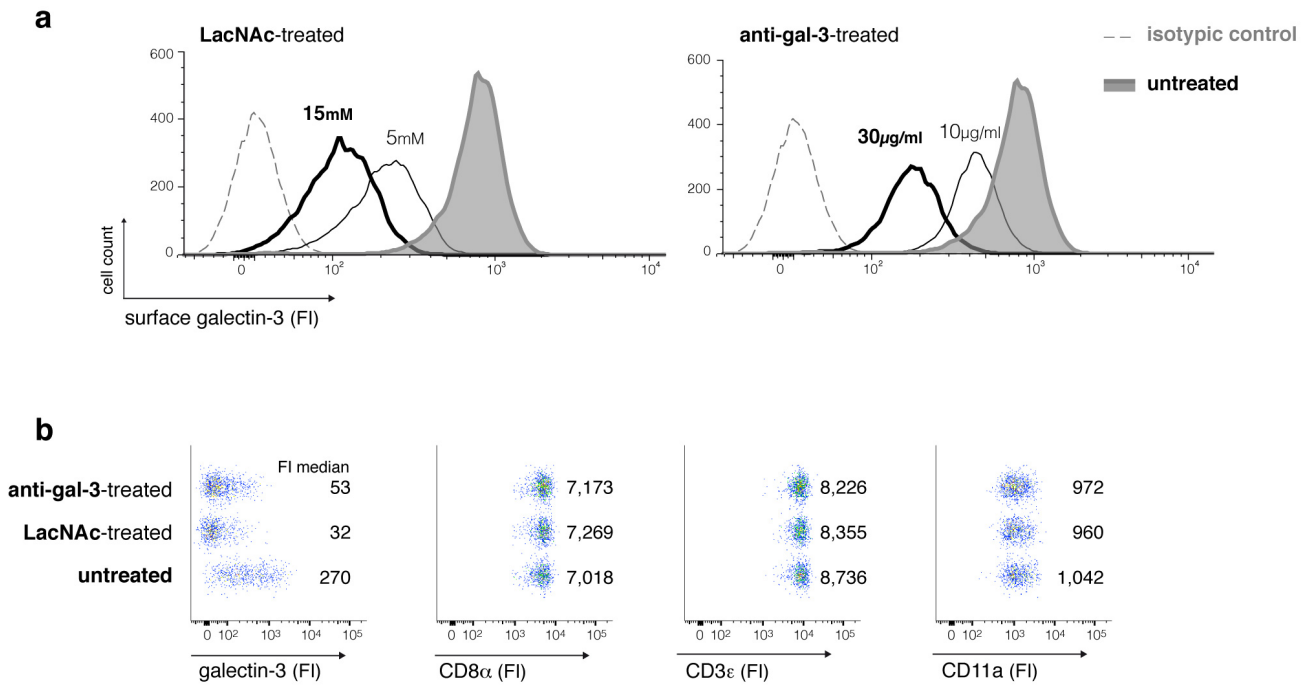 a
LacNAc-treated
anti-gal-3-treated
isotypic control
untreated
600
400
200
0
15mM
5mM
0 10² 10³ 10⁴
cell count
surface galectin-3 (FI)
600
400
200
0
30µg/ml
10µg/ml
0 10² 10³ 10⁴
b
FI median
anti-gal-3-treated 53 7,173 8,226 972
LacNAc-treated 32 7,269 8,355 960
untreated 270 7,018 8,736 1,042
0 10² 10³ 10⁴ 10⁵ 0 10² 10³ 10⁴ 10⁵ 0 10² 10³ 10⁴ 10⁵ 0 10² 10³ 10⁴ 10⁵
galectin-3 (FI) CD8α (FI) CD3ε (FI) CD11a (FI)